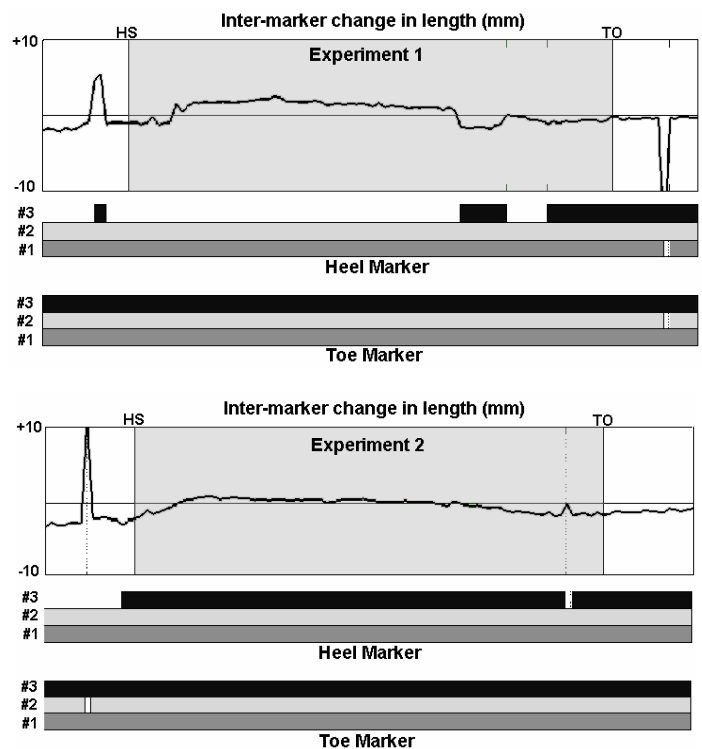 Inter-marker change in length (mm)
+10
HS
TO
Experiment 1
-10
#3
#2
#1
Heel Marker
#3
#2
#1
Toe Marker
Inter-marker change in length (mm)
+10
HS
TO
Experiment 2
-10
#3
#2
#1
Heel Marker
#3
#2
#1
Toe Marker